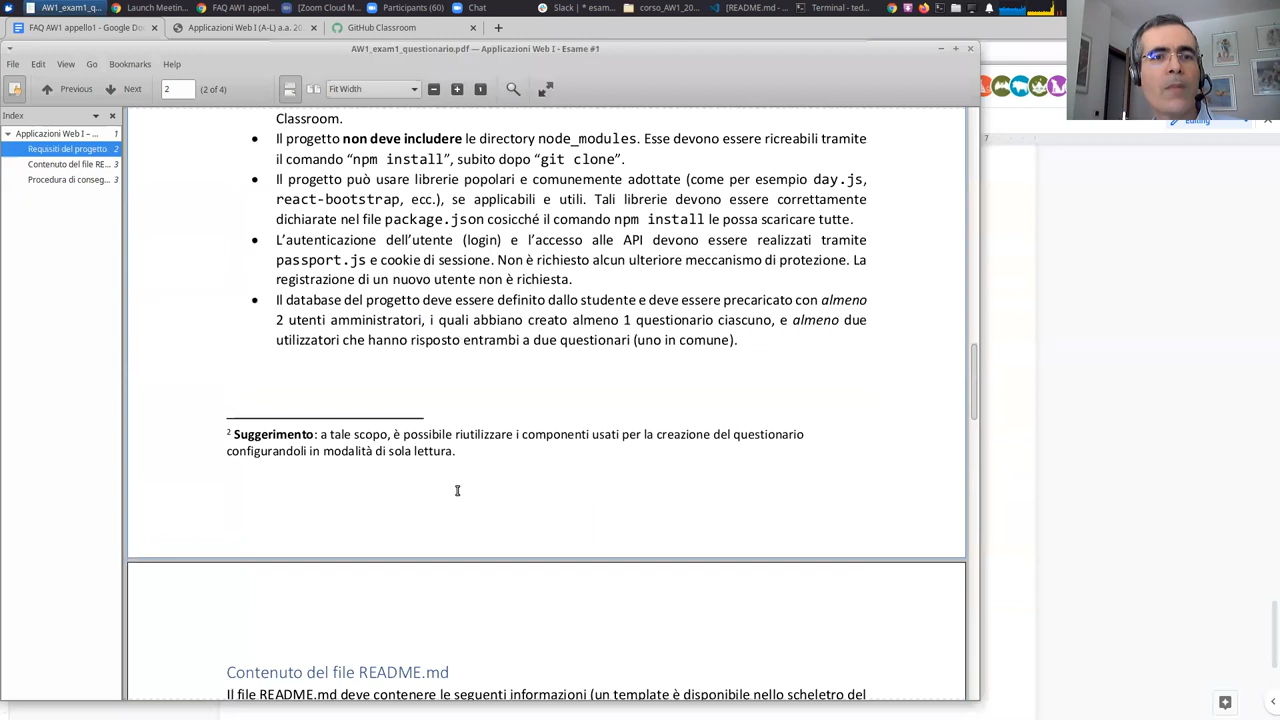 AW1_exam1_q...
Launch Meetin...
FAQ AW1 appel...
[Zoom Cloud M...
Participants (60)
Chat
Slack | * esam...
corso_AW1_20...
[README.md - ...
Terminal - ted...
FAQ AW1 appello1 - Google Do
Applicazioni Web I (A-L) a.a. 20
GitHub Classroom
AW1_exam1_questionario.pdf — Applicazioni Web I - Esame #1
File Edit View Go Bookmarks Help
Previous Next 2 (2 of 4) Fit Width
Index
Applicazioni Web I – ... 1
Requisiti del progetto 2
Contenuto del file RE... 3
Procedura di conseg... 3
Classroom.
• Il progetto non deve includere le directory node_modules. Esse devono essere ricreabili tramite
il comando “npm install”, subito dopo “git clone”.
• Il progetto può usare librerie popolari e comunemente adottate (come per esempio day.js,
react-bootstrap, ecc.), se applicabili e utili. Tali librerie devono essere correttamente
dichiarate nel file package.json cosicché il comando npm install le possa scaricare tutte.
• L’autenticazione dell’utente (login) e l’accesso alle API devono essere realizzati tramite
passport.js e cookie di sessione. Non è richiesto alcun ulteriore meccanismo di protezione. La
registrazione di un nuovo utente non è richiesta.
• Il database del progetto deve essere definito dallo studente e deve essere precaricato con almeno
2 utenti amministratori, i quali abbiano creato almeno 1 questionario ciascuno, e almeno due
utilizzatori che hanno risposto entrambi a due questionari (uno in comune).
2 Suggerimento: a tale scopo, è possibile riutilizzare i componenti usati per la creazione del questionario
configurandoli in modalità di sola lettura.
Contenuto del file README.md
Il file README.md deve contenere le seguenti informazioni (un template è disponibile nello scheletro del
Editing
7